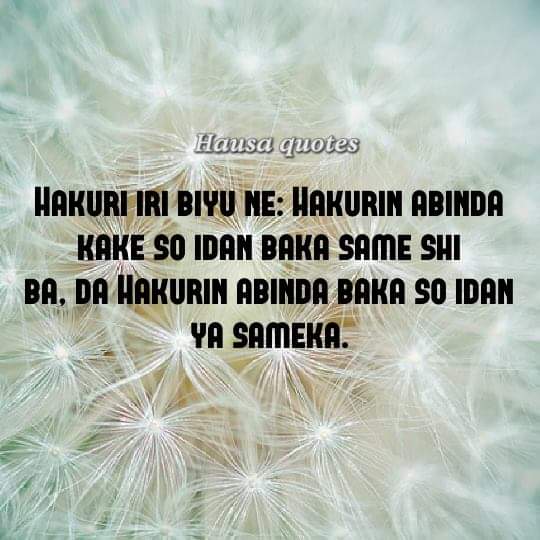 Hausa quotes
Hakuri iri biyu ne: Hakurin abinda
kake so idan baka same shi
ba, da Hakurin abinda baka so idan
ya sameka.